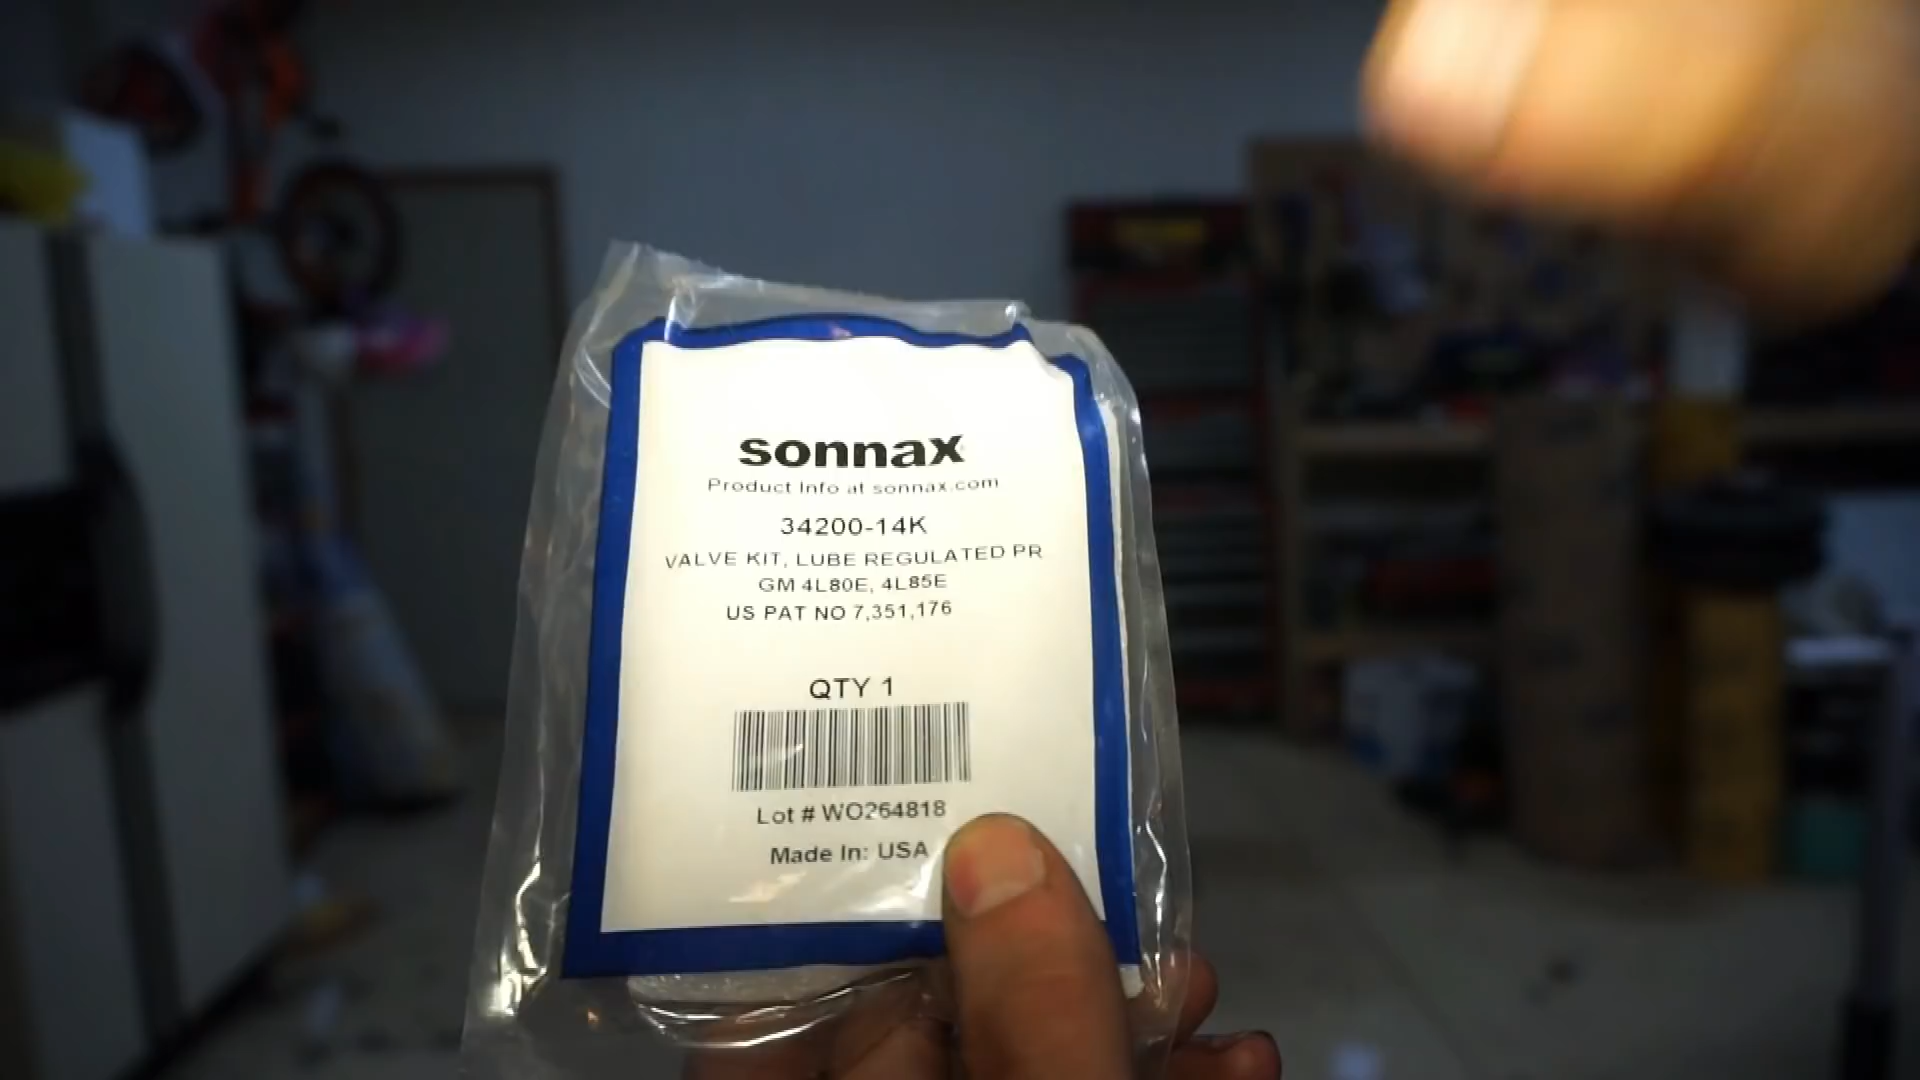 sonnax
Product Info at sonnax.com
34200-14K
VALVE KIT, LUBE REGULATED PR
GM 4L80E, 4L85E
US PAT NO 7,351,176
QTY 1
Lot # WO264818
Made In: USA